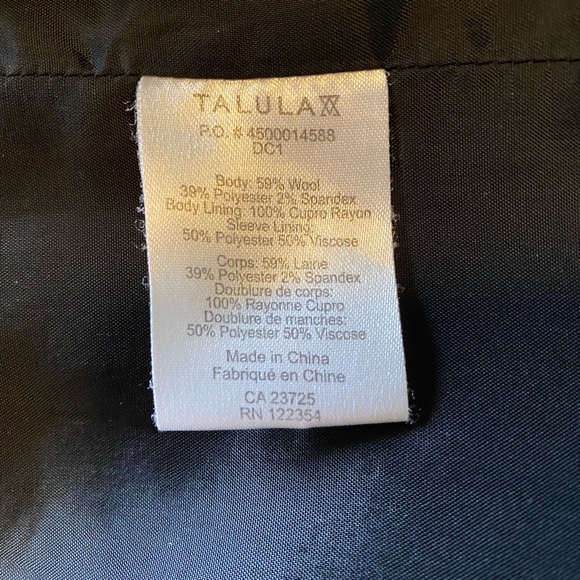 TALULA
P.O. # 4500014588
DC1
Body: 59% Wool
39% Polyester 2% Spandex
Body Lining: 100% Cupro Rayon
Sleeve Lining:
50% Polyester 50% Viscose
Corps: 59% Laine
39% Polyester 2% Spandex
Doublure de corps:
100% Rayonne Cupro
Doublure de manches:
50% Polyester 50% Viscose
Made in China
Fabriqué en Chine
CA 23725
RN 122354